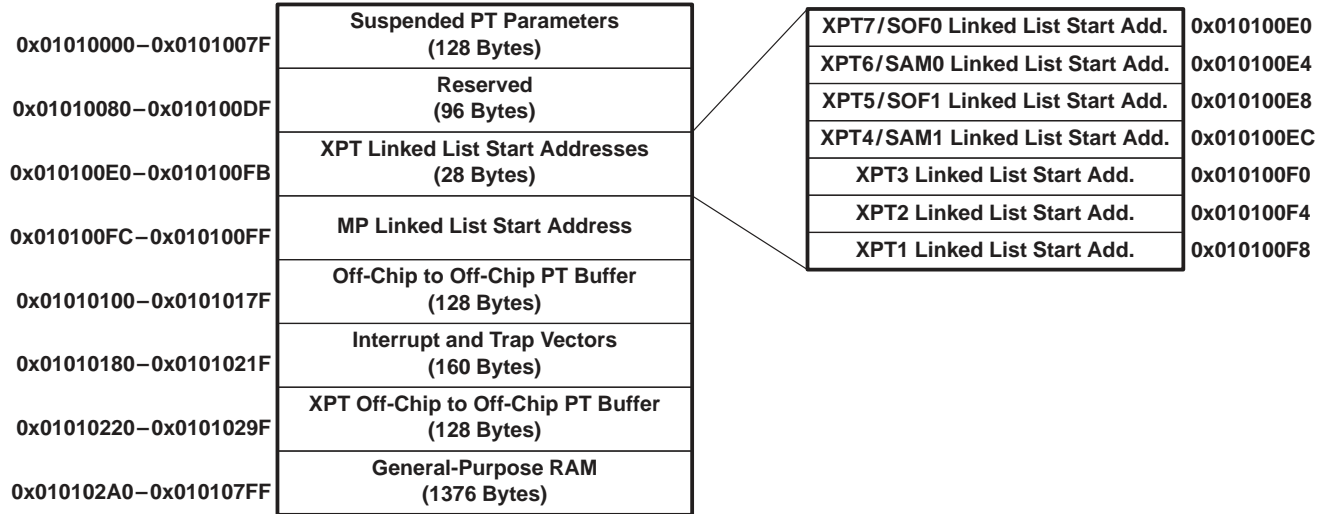 0x01010000–0x0101007F
Suspended PT Parameters
(128 Bytes)
0x01010080–0x010100DF
Reserved
(96 Bytes)
0x010100E0–0x010100FB
XPT Linked List Start Addresses
(28 Bytes)
0x010100FC–0x010100FF
MP Linked List Start Address
0x01010100–0x0101017F
Off-Chip to Off-Chip PT Buffer
(128 Bytes)
0x01010180–0x0101021F
Interrupt and Trap Vectors
(160 Bytes)
0x01010220–0x0101029F
XPT Off-Chip to Off-Chip PT Buffer
(128 Bytes)
0x010102A0–0x010107FF
General-Purpose RAM
(1376 Bytes)
XPT7/SOF0 Linked List Start Add. 0x010100E0
XPT6/SAM0 Linked List Start Add. 0x010100E4
XPT5/SOF1 Linked List Start Add. 0x010100E8
XPT4/SAM1 Linked List Start Add. 0x010100EC
XPT3 Linked List Start Add. 0x010100F0
XPT2 Linked List Start Add. 0x010100F4
XPT1 Linked List Start Add. 0x010100F8